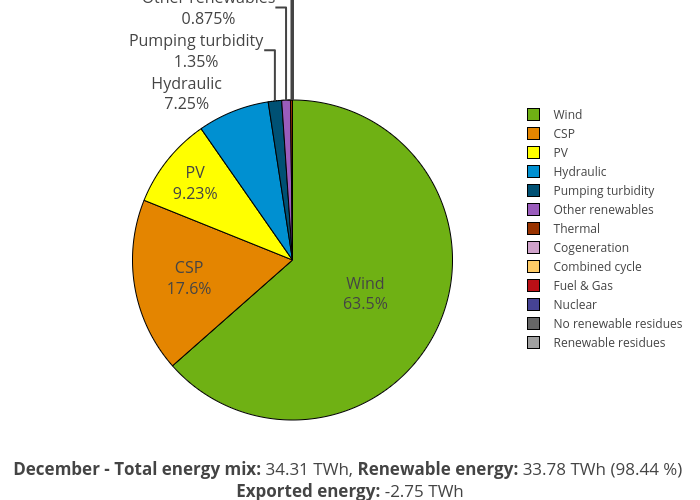 Other renewables
0.875%
Pumping turbidity
1.35%
Hydraulic
7.25%
PV
9.23%
CSP
17.6%
Wind
63.5%
Wind
CSP
PV
Hydraulic
Pumping turbidity
Other renewables
Thermal
Cogeneration
Combined cycle
Fuel & Gas
Nuclear
No renewable residues
Renewable residues
December - Total energy mix: 34.31 TWh, Renewable energy: 33.78 TWh (98.44 %)
Exported energy: -2.75 TWh